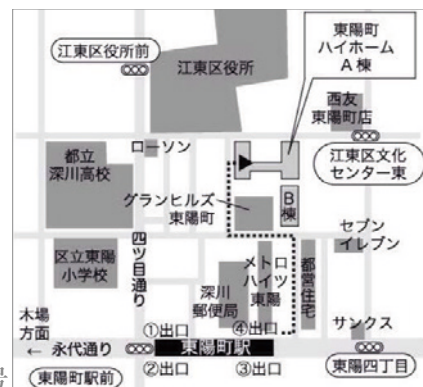 江東区役所前
江東区役所
東陽町
ハイホーム
A棟
西友
東陽町店
ローソン
江東区文化
センター東
都立
深川高校
グランヒルズ
東陽町
B棟
四ツ目通り
セブン
イレブン
区立東陽
小学校
メトロ
ハイツ
東陽
都営住宅
深川
郵便局
木場
方面
①出口
④出口
サンクス
← 永代通り
東陽町駅
東陽町駅前
②出口
③出口
東陽四丁目